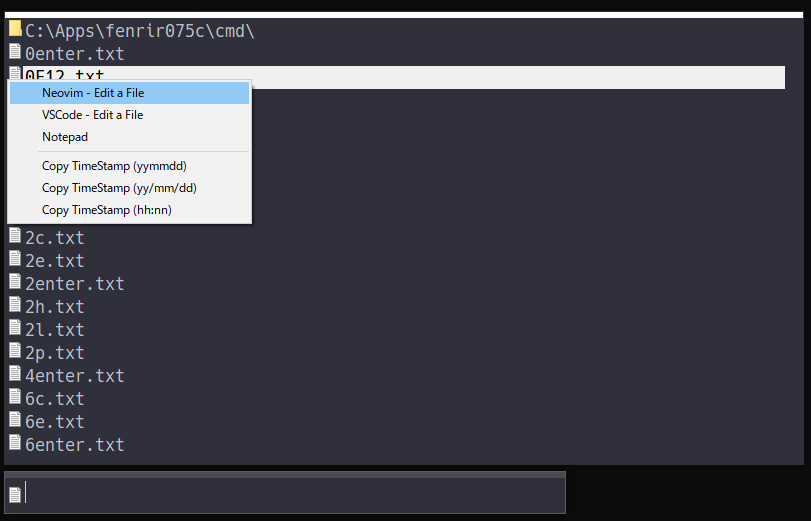 C:\Apps\fenrir075c\cmd\
0enter.txt
0F12.txt
Neovim - Edit a File
VSCode - Edit a File
Notepad
Copy TimeStamp (yymmdd)
Copy TimeStamp (yy/mm/dd)
Copy TimeStamp (hh:nn)
2c.txt
2e.txt
2enter.txt
2h.txt
2l.txt
2p.txt
4enter.txt
6c.txt
6e.txt
6enter.txt